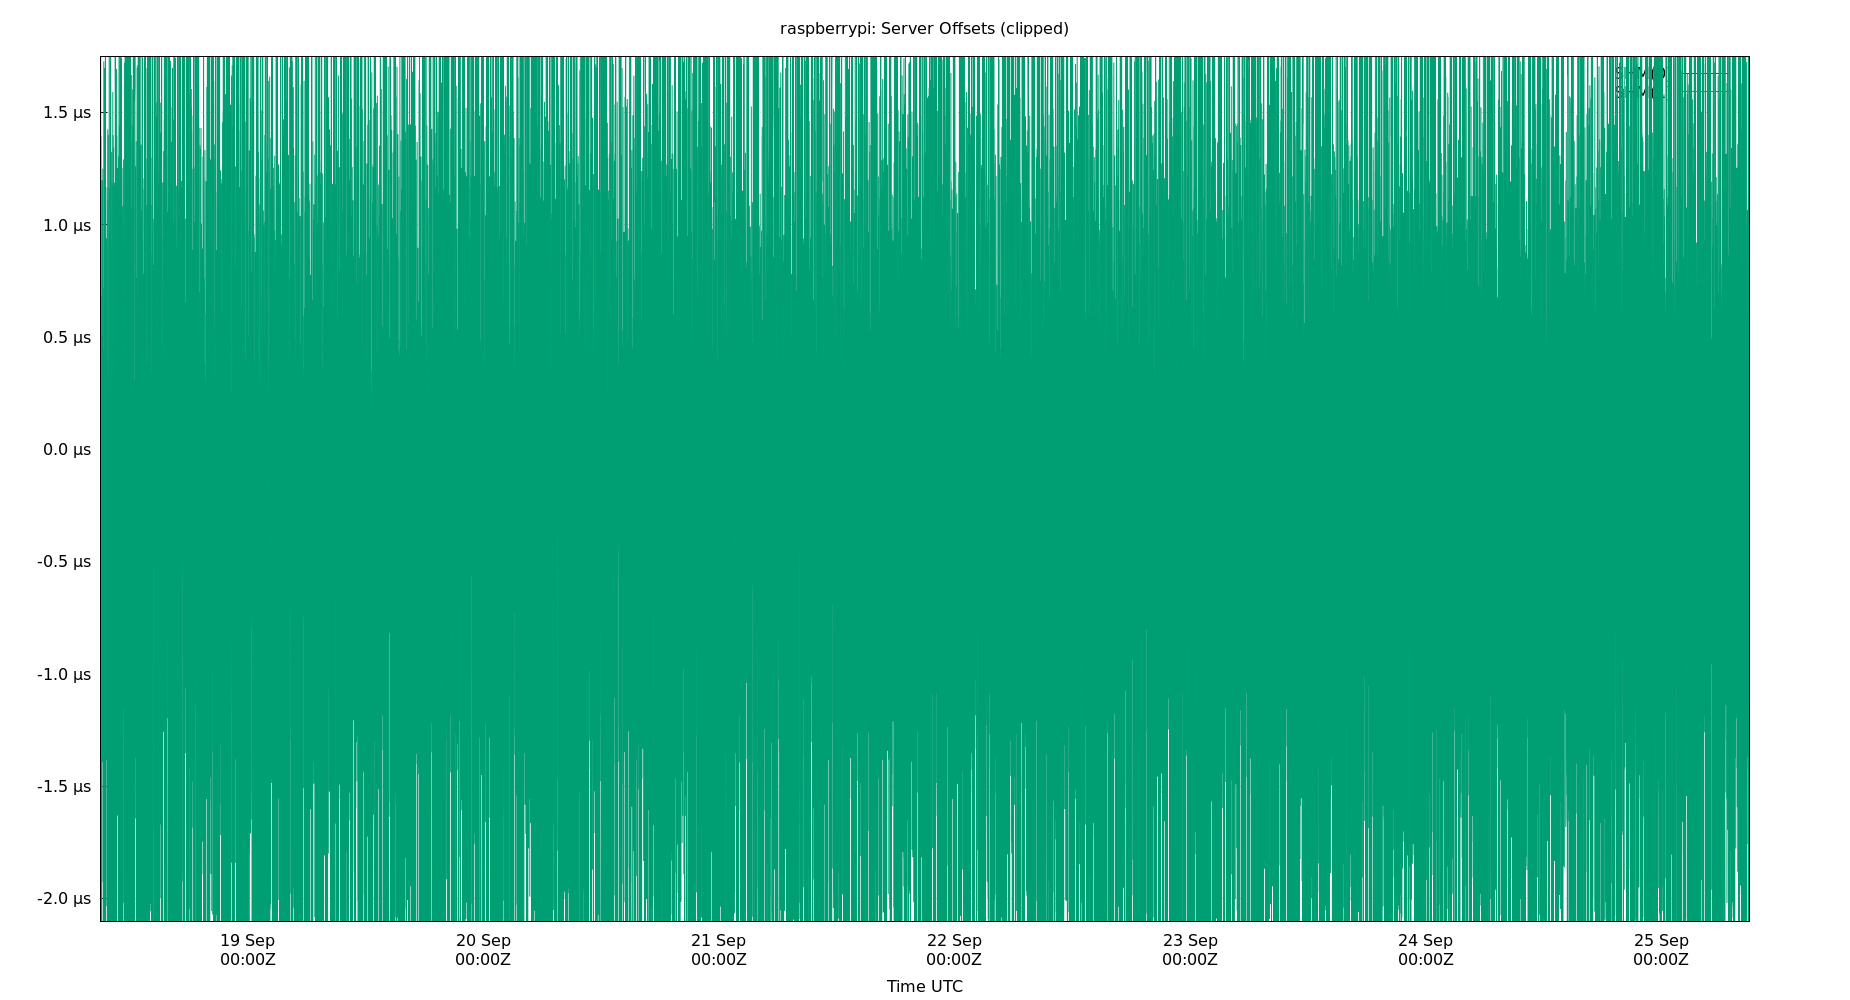 raspberrypi: Server Offsets (clipped)
1.5 µs
1.0 µs
0.5 µs
0.0 µs
-0.5 µs
-1.0 µs
-1.5 µs
-2.0 µs
19 Sep 20 Sep 21 Sep 22 Sep 23 Sep 24 Sep 25 Sep
00:00Z 00:00Z 00:00Z 00:00Z 00:00Z 00:00Z 00:00Z
Time UTC